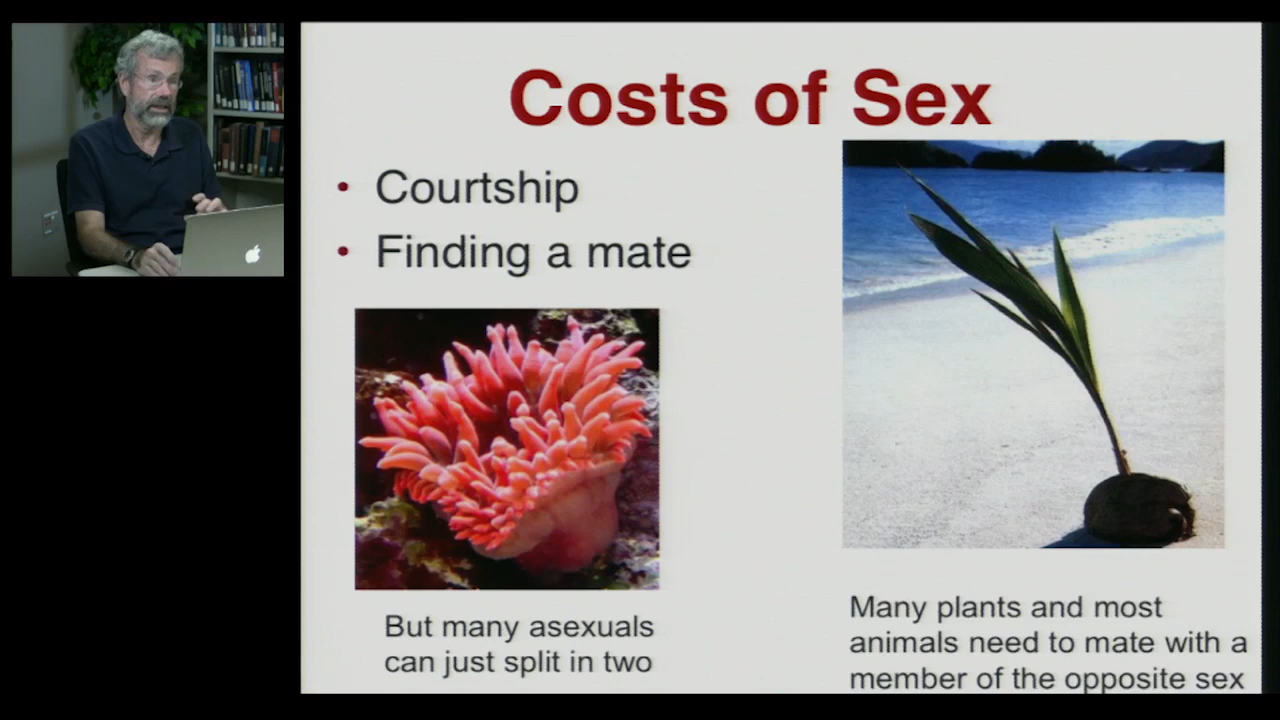 Costs of Sex
• Courtship
• Finding a mate
But many asexuals
can just split in two
Many plants and most
animals need to mate with a
member of the opposite sex